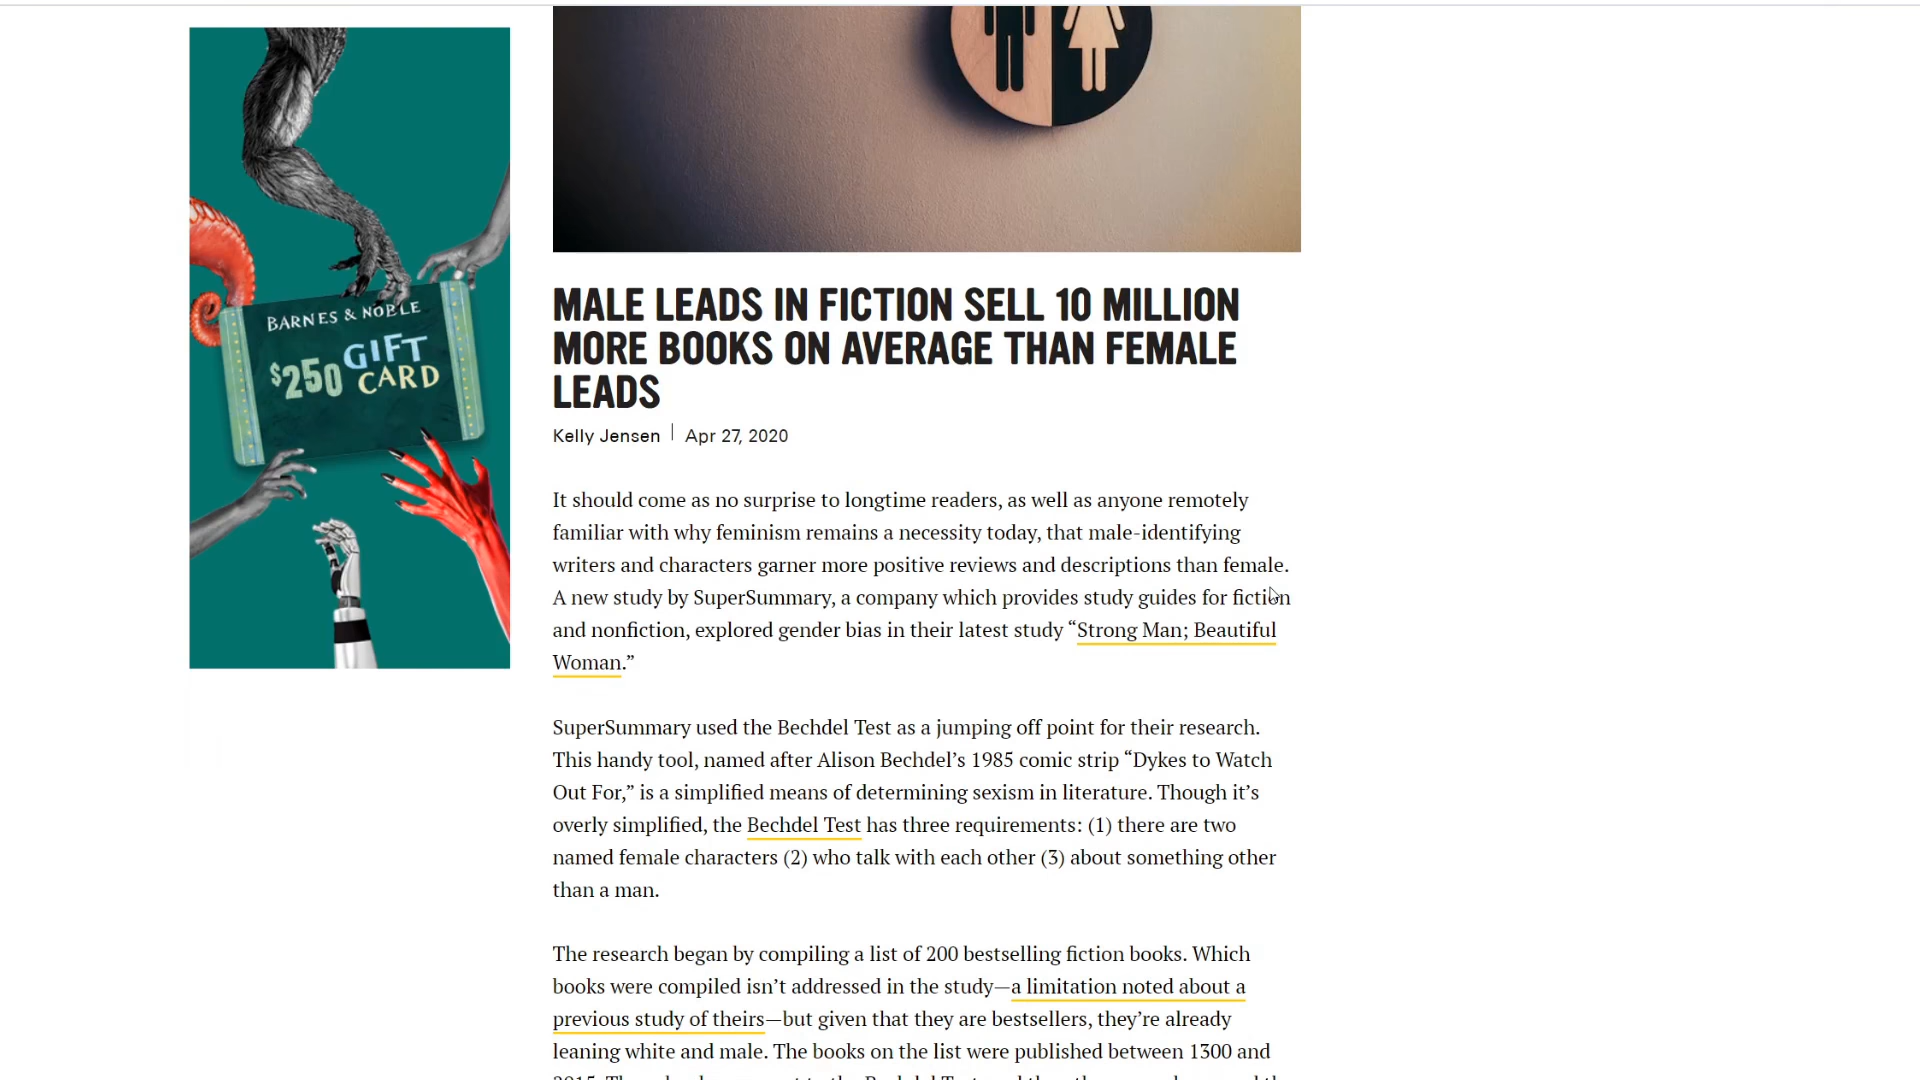 BARNES & NOBLE
$250 GIFT
CARD
MALE LEADS IN FICTION SELL 10 MILLION
MORE BOOKS ON AVERAGE THAN FEMALE
LEADS
Kelly Jensen | Apr 27, 2020
It should come as no surprise to longtime readers, as well as anyone remotely
familiar with why feminism remains a necessity today, that male-identifying
writers and characters garner more positive reviews and descriptions than female.
A new study by SuperSummary, a company which provides study guides for fiction
and nonfiction, explored gender bias in their latest study “Strong Man; Beautiful
Woman.”
SuperSummary used the Bechdel Test as a jumping off point for their research.
This handy tool, named after Alison Bechdel’s 1985 comic strip “Dykes to Watch
Out For,” is a simplified means of determining sexism in literature. Though it’s
overly simplified, the Bechdel Test has three requirements: (1) there are two
named female characters (2) who talk with each other (3) about something other
than a man.
The research began by compiling a list of 200 bestselling fiction books. Which
books were compiled isn’t addressed in the study—a limitation noted about a
previous study of theirs—but given that they are bestsellers, they’re already
leaning white and male. The books on the list were published between 1300 and